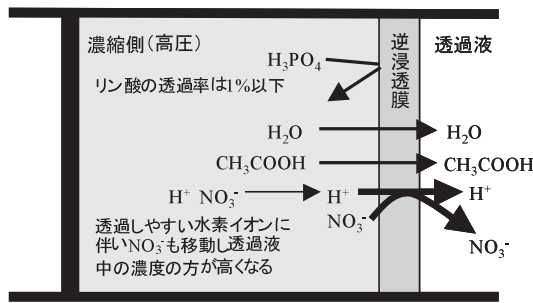 濃縮側(高圧)
逆浸透膜
透過液
H₃PO₄
リン酸の透過率は1%以下
H₂O
H₂O
CH₃COOH
CH₃COOH
H⁺ NO₃⁻
H⁺
H⁺
NO₃⁻
NO₃⁻
透過しやすい水素イオンに
伴いNO₃⁻も移動し透過液
中の濃度の方が高くなる